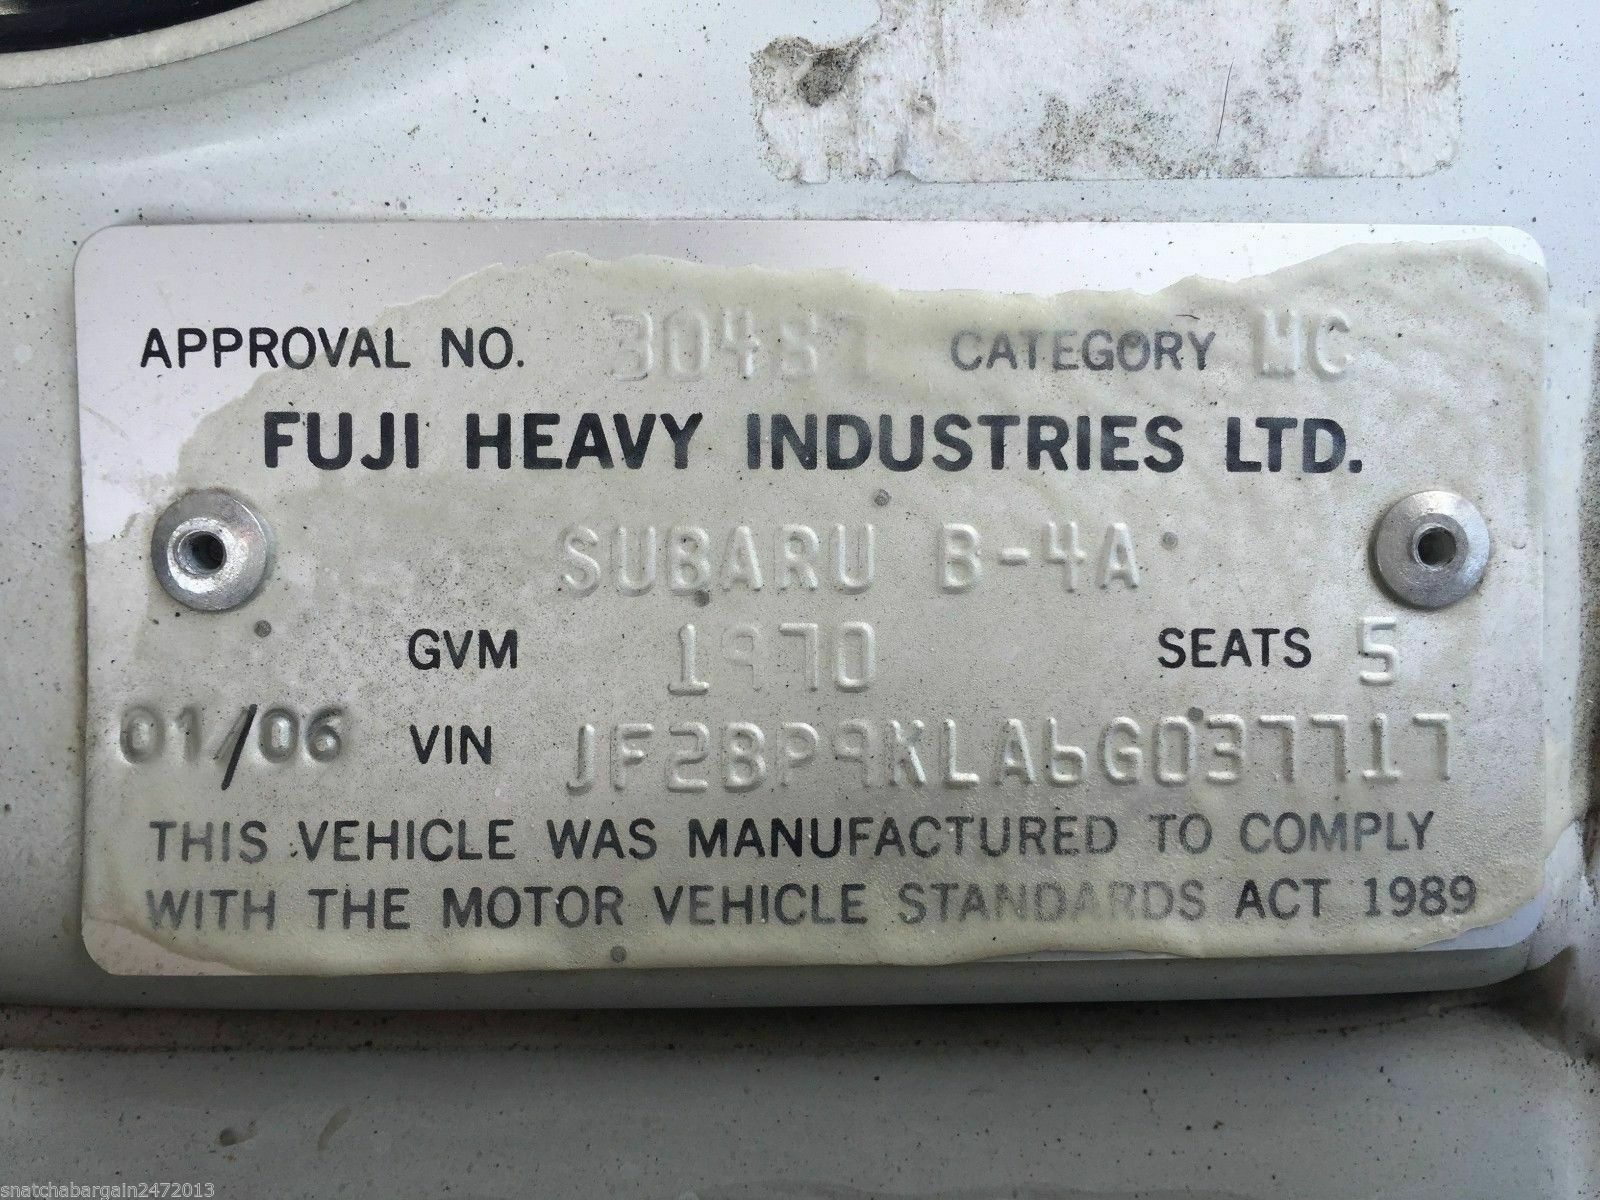 APPROVAL NO. 30487 CATEGORY MC
FUJI HEAVY INDUSTRIES LTD.
SUBARU B-4A
GVM 1970 SEATS 5
01/06 VIN JF2BP9KLA6G037717
THIS VEHICLE WAS MANUFACTURED TO COMPLY
WITH THE MOTOR VEHICLE STANDARDS ACT 1989
snatchabargain2472013